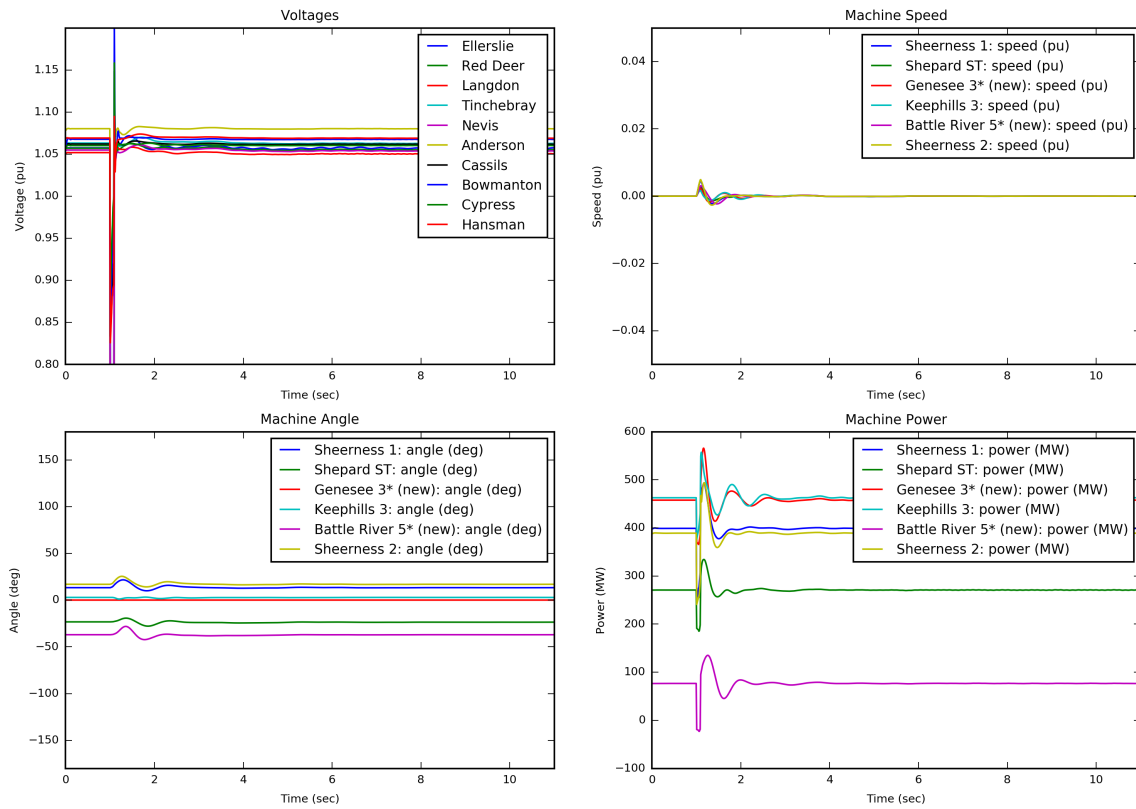 Voltages
Voltage (pu)
1.15
1.10
1.05
1.00
0.95
0.90
0.85
0.80
0 2 4 6 8 10
Time (sec)
Ellerslie
Red Deer
Langdon
Tinchebray
Nevis
Anderson
Cassils
Bowmanton
Cypress
Hansman
Machine Speed
Speed (pu)
0.04
0.02
0.00
−0.02
−0.04
0 2 4 6 8 10
Time (sec)
Sheerness 1: speed (pu)
Shepard ST: speed (pu)
Genesee 3* (new): speed (pu)
Keephills 3: speed (pu)
Battle River 5* (new): speed (pu)
Sheerness 2: speed (pu)
Machine Angle
Angle (deg)
150
100
50
0
−50
−100
−150
0 2 4 6 8 10
Time (sec)
Sheerness 1: angle (deg)
Shepard ST: angle (deg)
Genesee 3* (new): angle (deg)
Keephills 3: angle (deg)
Battle River 5* (new): angle (deg)
Sheerness 2: angle (deg)
Machine Power
Power (MW)
600
500
400
300
200
100
0
−100
0 2 4 6 8 10
Time (sec)
Sheerness 1: power (MW)
Shepard ST: power (MW)
Genesee 3* (new): power (MW)
Keephills 3: power (MW)
Battle River 5* (new): power (MW)
Sheerness 2: power (MW)